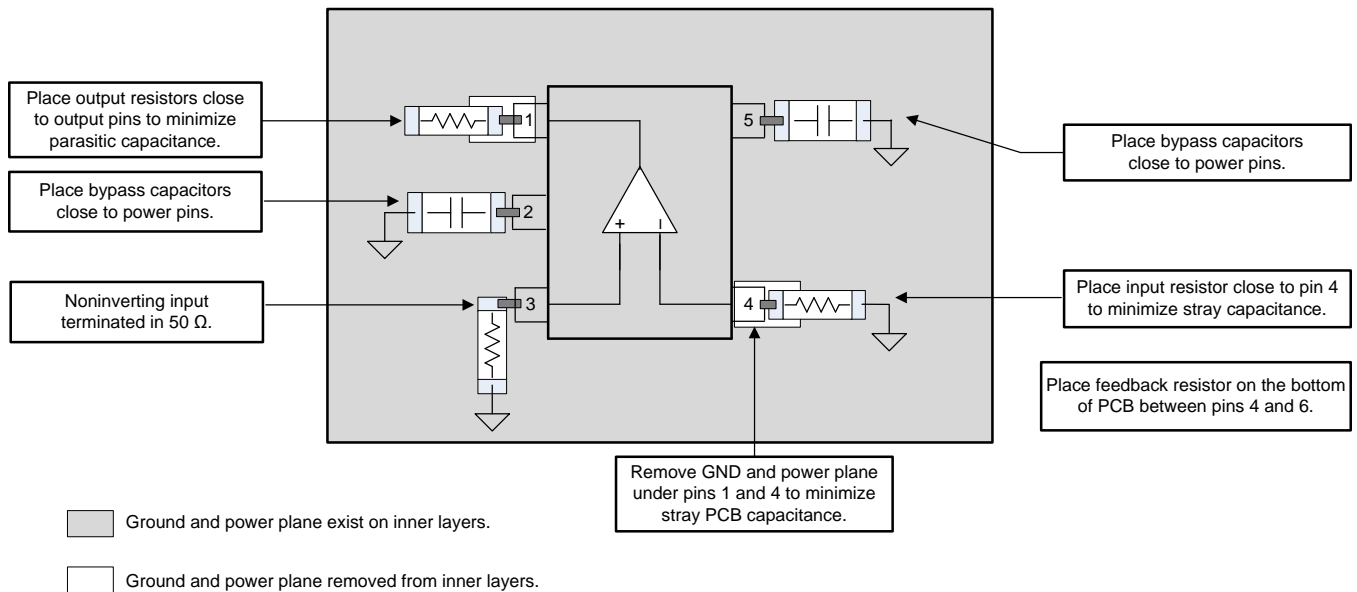 Place output resistors close
to output pins to minimize
parasitic capacitance.
Place bypass capacitors
close to power pins.
Noninverting input
terminated in 50 Ω.
1
2
3
+
–
5
4
Place bypass capacitors
close to power pins.
Place input resistor close to pin 4
to minimize stray capacitance.
Place feedback resistor on the bottom
of PCB between pins 4 and 6.
Remove GND and power plane
under pins 1 and 4 to minimize
stray PCB capacitance.
Ground and power plane exist on inner layers.
Ground and power plane removed from inner layers.